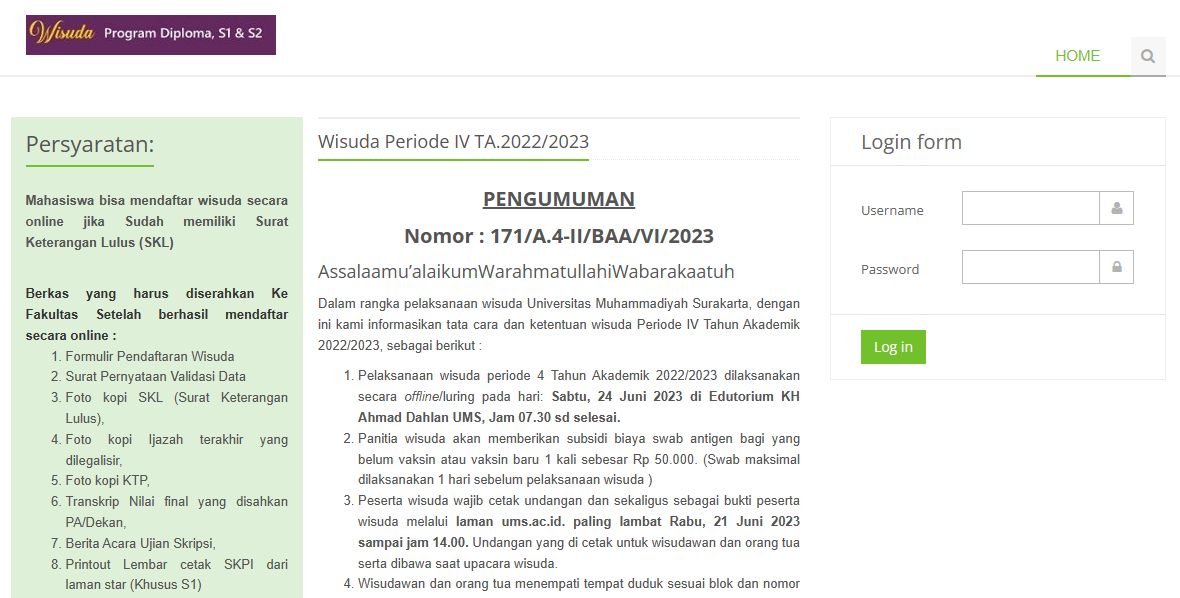 Wisuda Program Diploma, S1 & S2
HOME
Persyaratan:
Mahasiswa bisa mendaftar wisuda secara
online jika Sudah memiliki Surat
Keterangan Lulus (SKL)
Berkas yang harus diserahkan Ke
Fakultas Setelah berhasil mendaftar
secara online :
1. Formulir Pendaftaran Wisuda
2. Surat Pernyataan Validasi Data
3. Foto kopi SKL (Surat Keterangan
Lulus),
4. Foto kopi Ijazah terakhir yang
dilegalisir,
5. Foto kopi KTP,
6. Transkrip Nilai final yang disahkan
PA/Dekan,
7. Berita Acara Ujian Skripsi,
8. Printout Lembar cetak SKPI dari
laman star (Khusus S1)
Wisuda Periode IV TA.2022/2023
PENGUMUMAN
Nomor : 171/A.4-II/BAA/VI/2023
Assalaamu’alaikumWarahmatullahiWabarakaatuh
Dalam rangka pelaksanaan wisuda Universitas Muhammadiyah Surakarta, dengan
ini kami informasikan tata cara dan ketentuan wisuda Periode IV Tahun Akademik
2022/2023, sebagai berikut :
1. Pelaksanaan wisuda periode 4 Tahun Akademik 2022/2023 dilaksanakan
secara offline/luring pada hari: Sabtu, 24 Juni 2023 di Edutorium KH
Ahmad Dahlan UMS, Jam 07.30 sd selesai.
2. Panitia wisuda akan memberikan subsidi biaya swab antigen bagi yang
belum vaksin atau vaksin baru 1 kali sebesar Rp 50.000. (Swab maksimal
dilaksanakan 1 hari sebelum pelaksanaan wisuda )
3. Peserta wisuda wajib cetak undangan dan sekaligus sebagai bukti peserta
wisuda melalui laman ums.ac.id. paling lambat Rabu, 21 Juni 2023
sampai jam 14.00. Undangan yang di cetak untuk wisudawan dan orang tua
serta dibawa saat upacara wisuda.
4. Wisudawan dan orang tua menempati tempat duduk sesuai blok dan nomor
Login form
Username
Password
Log in